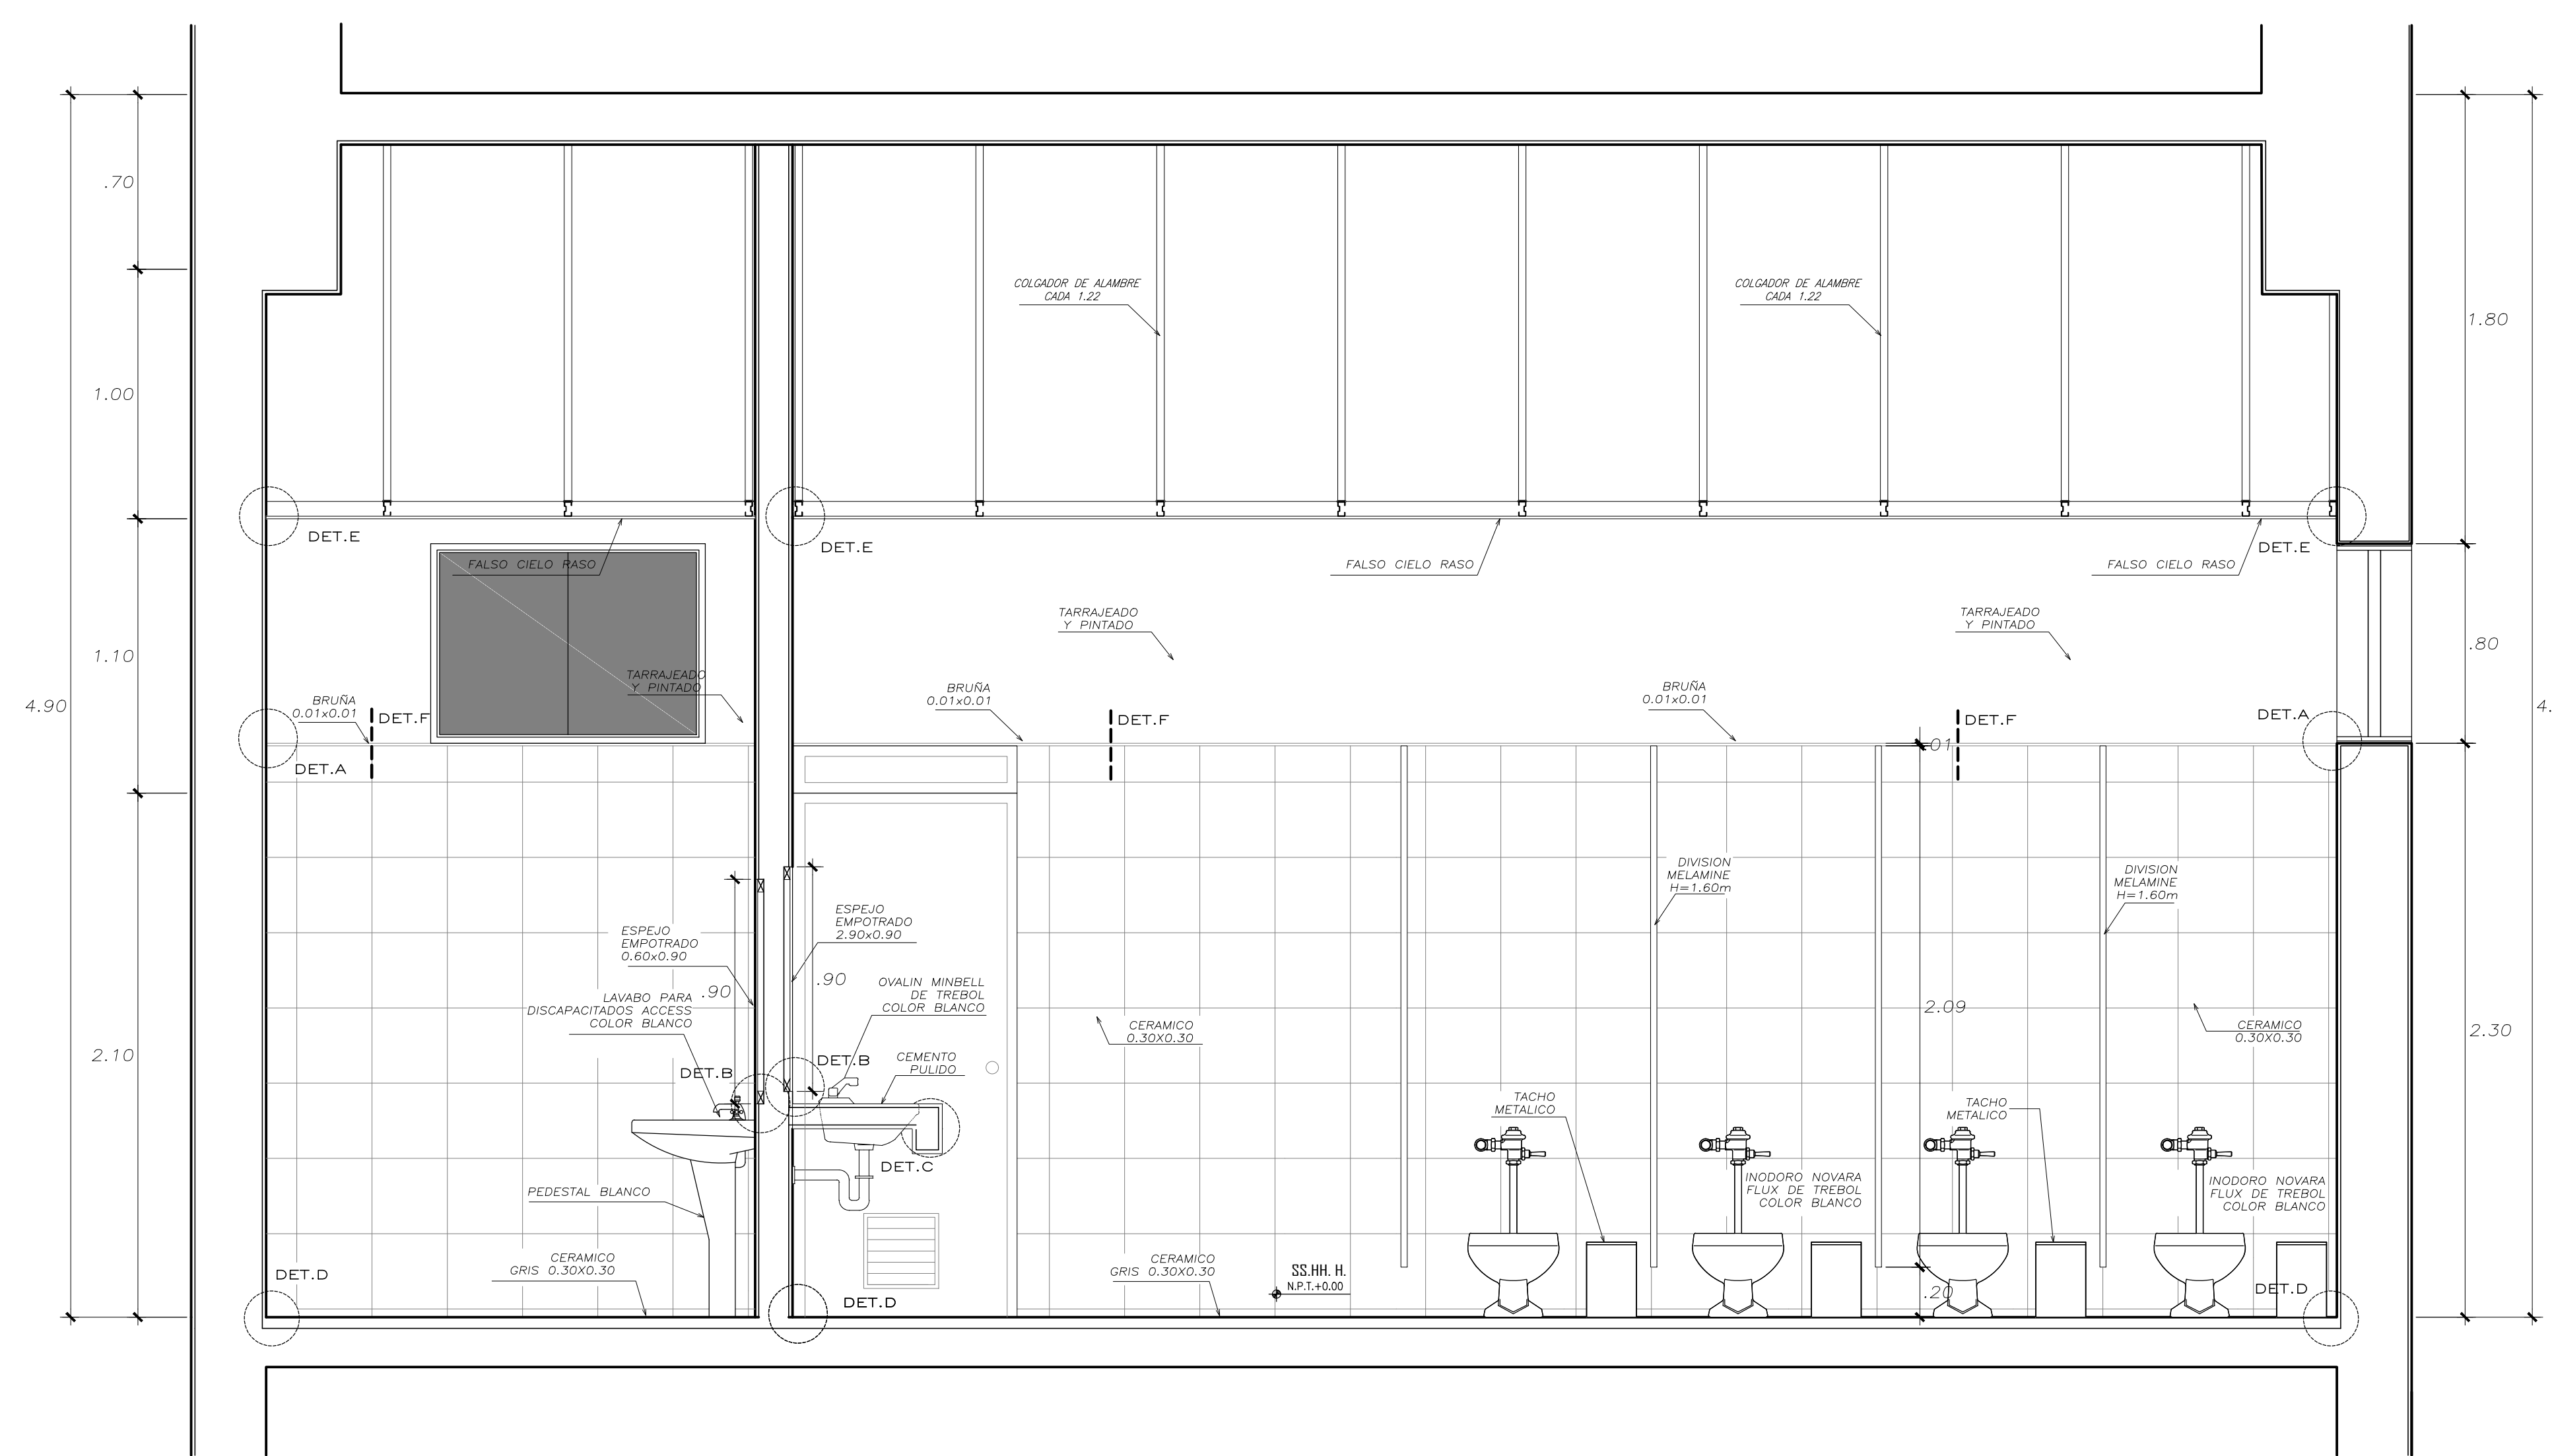 COLGADOR DE ALAMBRE
CADA 1.22
COLGADOR DE ALAMBRE
CADA 1.22
.70
1.00
1.10
2.10
4.90
1.80
.80
2.30
4.
DET.E
DET.E
DET.E
FALSO CIELO RASO
FALSO CIELO RASO
FALSO CIELO RASO
TARRAJEADO
Y PINTADO
TARRAJEADO
Y PINTADO
TARRAJEADO
Y PINTADO
BRUÑA
0.01x0.01
DET.F
BRUÑA
0.01x0.01
DET.F
BRUÑA
0.01x0.01
DET.F
DET.A
DET.A
.01
DIVISION
MELAMINE
H=1.60m
DIVISION
MELAMINE
H=1.60m
ESPEJO
EMPOTRADO
0.60x0.90
ESPEJO
EMPOTRADO
2.90x0.90
.90
.90
LAVABO PARA
DISCAPACITADOS ACCESS
COLOR BLANCO
OVALIN MINBELL
DE TREBOL
COLOR BLANCO
2.09
CERAMICO
0.30X0.30
CERAMICO
0.30X0.30
DET.B
DET.B
CEMENTO
PULIDO
TACHO
METALICO
TACHO
METALICO
DET.C
PEDESTAL BLANCO
INODORO NOVARA
FLUX DE TREBOL
COLOR BLANCO
INODORO NOVARA
FLUX DE TREBOL
COLOR BLANCO
CERAMICO
GRIS 0.30X0.30
CERAMICO
GRIS 0.30X0.30
SS.HH. H.
N.P.T.+0.00
.20
DET.D
DET.D
DET.D